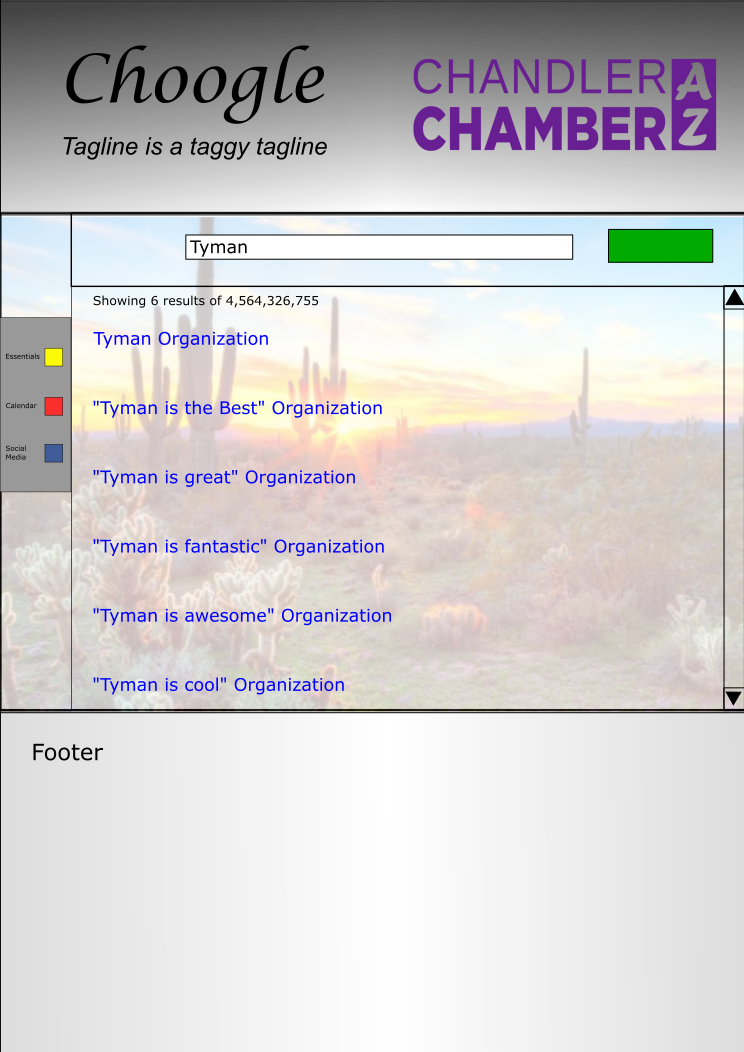 Choogle
Tagline is a taggy tagline
CHANDLER
CHAMBER
AZ
Tyman
Showing 6 results of 4,564,326,755
Tyman Organization
Essentials
"Tyman is the Best" Organization
Calendar
Social
Media
"Tyman is great" Organization
"Tyman is fantastic" Organization
"Tyman is awesome" Organization
"Tyman is cool" Organization
Footer